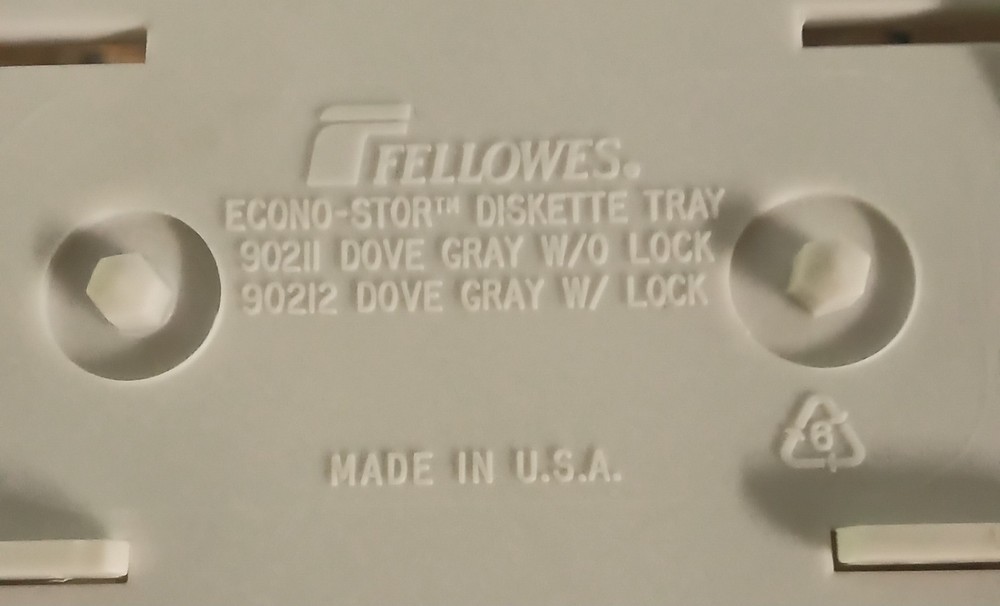 FELLOWES.
ECONO-STOR™ DISKETTE TRAY
90211 DOVE GRAY W/O LOCK
90212 DOVE GRAY W/ LOCK
6
MADE IN U.S.A.